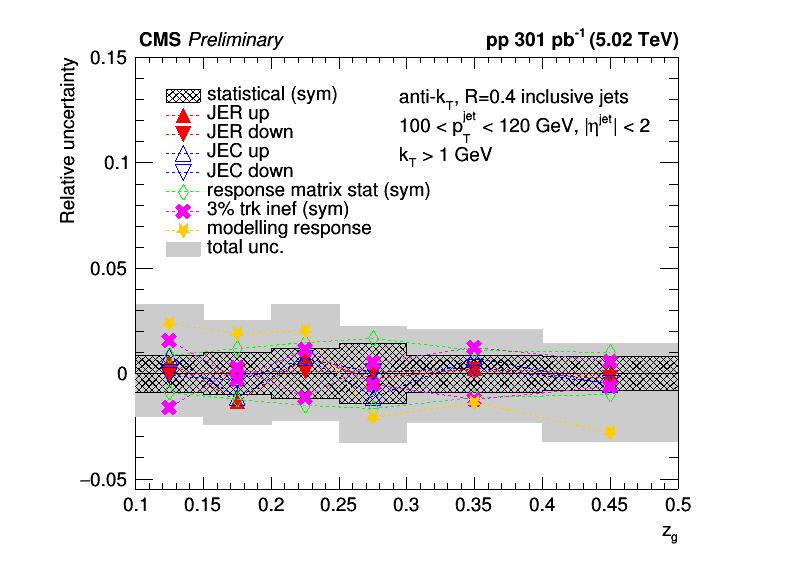 CMS Preliminary pp 301 pb⁻¹ (5.02 TeV)
Relative uncertainty
0.15
0.1
0.05
0
−0.05
statistical (sym)
JER up
JER down
JEC up
JEC down
response matrix stat (sym)
3% trk inef (sym)
modelling response
total unc.
anti-k_T, R=0.4 inclusive jets
100 < p_T^jet < 120 GeV, |η^jet| < 2
k_T > 1 GeV
0.1 0.15 0.2 0.25 0.3 0.35 0.4 0.45 0.5
z_g